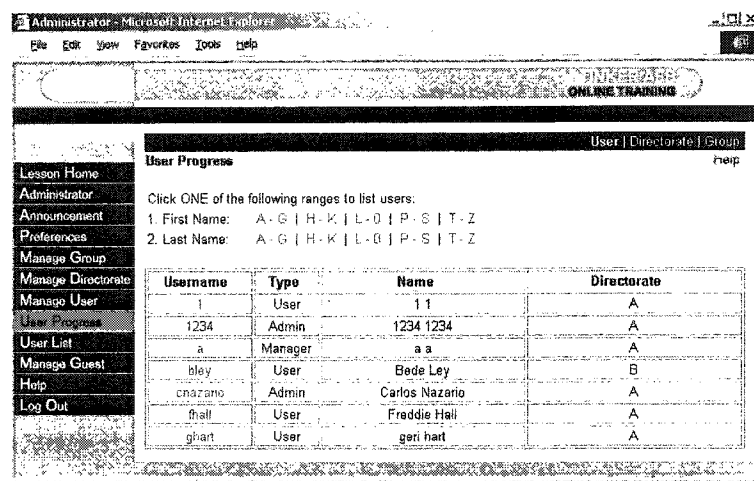 Administrator - Microsoft Internet Explorer
File Edit View Favorites Tools Help
TINKER AFB
ONLINE TRAINING
User | Directorate | Group
User Progress
Help
Lesson Home
Administrator
Announcement
Preferences
Manage Group
Manage Directorate
Manage User
User Progress
User List
Manage Guest
Help
Log Out
Click ONE of the following ranges to list users:
1. First Name: A - G | H - K | L - O | P - S | T - Z
2. Last Name: A - G | H - K | L - O | P - S | T - Z
Username Type Name Directorate
1 User 1 1 A
1234 Admin 1234 1234 A
a Manager a a A
bley User Bede Ley B
cnazario Admin Carlos Nazario A
fhall User Freddie Hall A
ghart User geri hart A